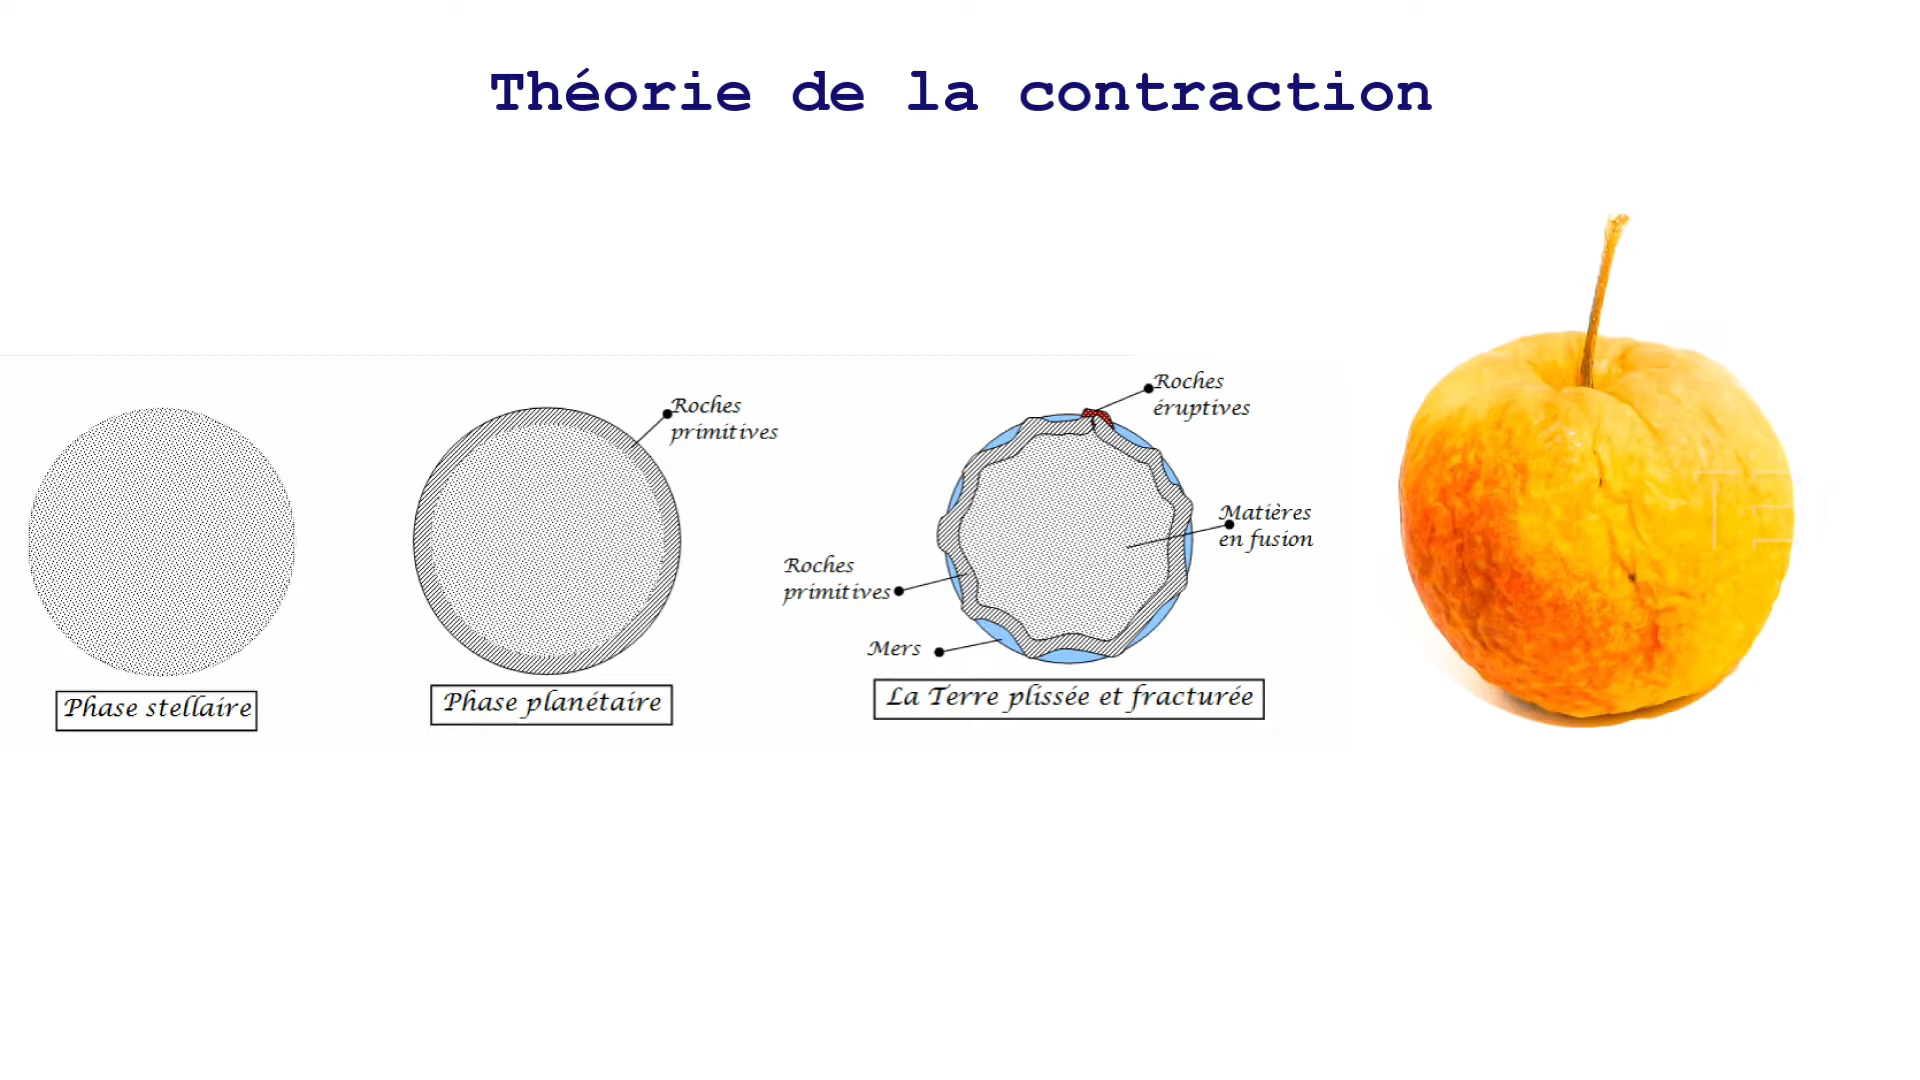 Théorie de la contraction
Roches
primitives
Phase stellaire
Phase planétaire
Roches
éruptives
Matières
en fusion
Roches
primitives
Mers
La Terre plissée et fracturée